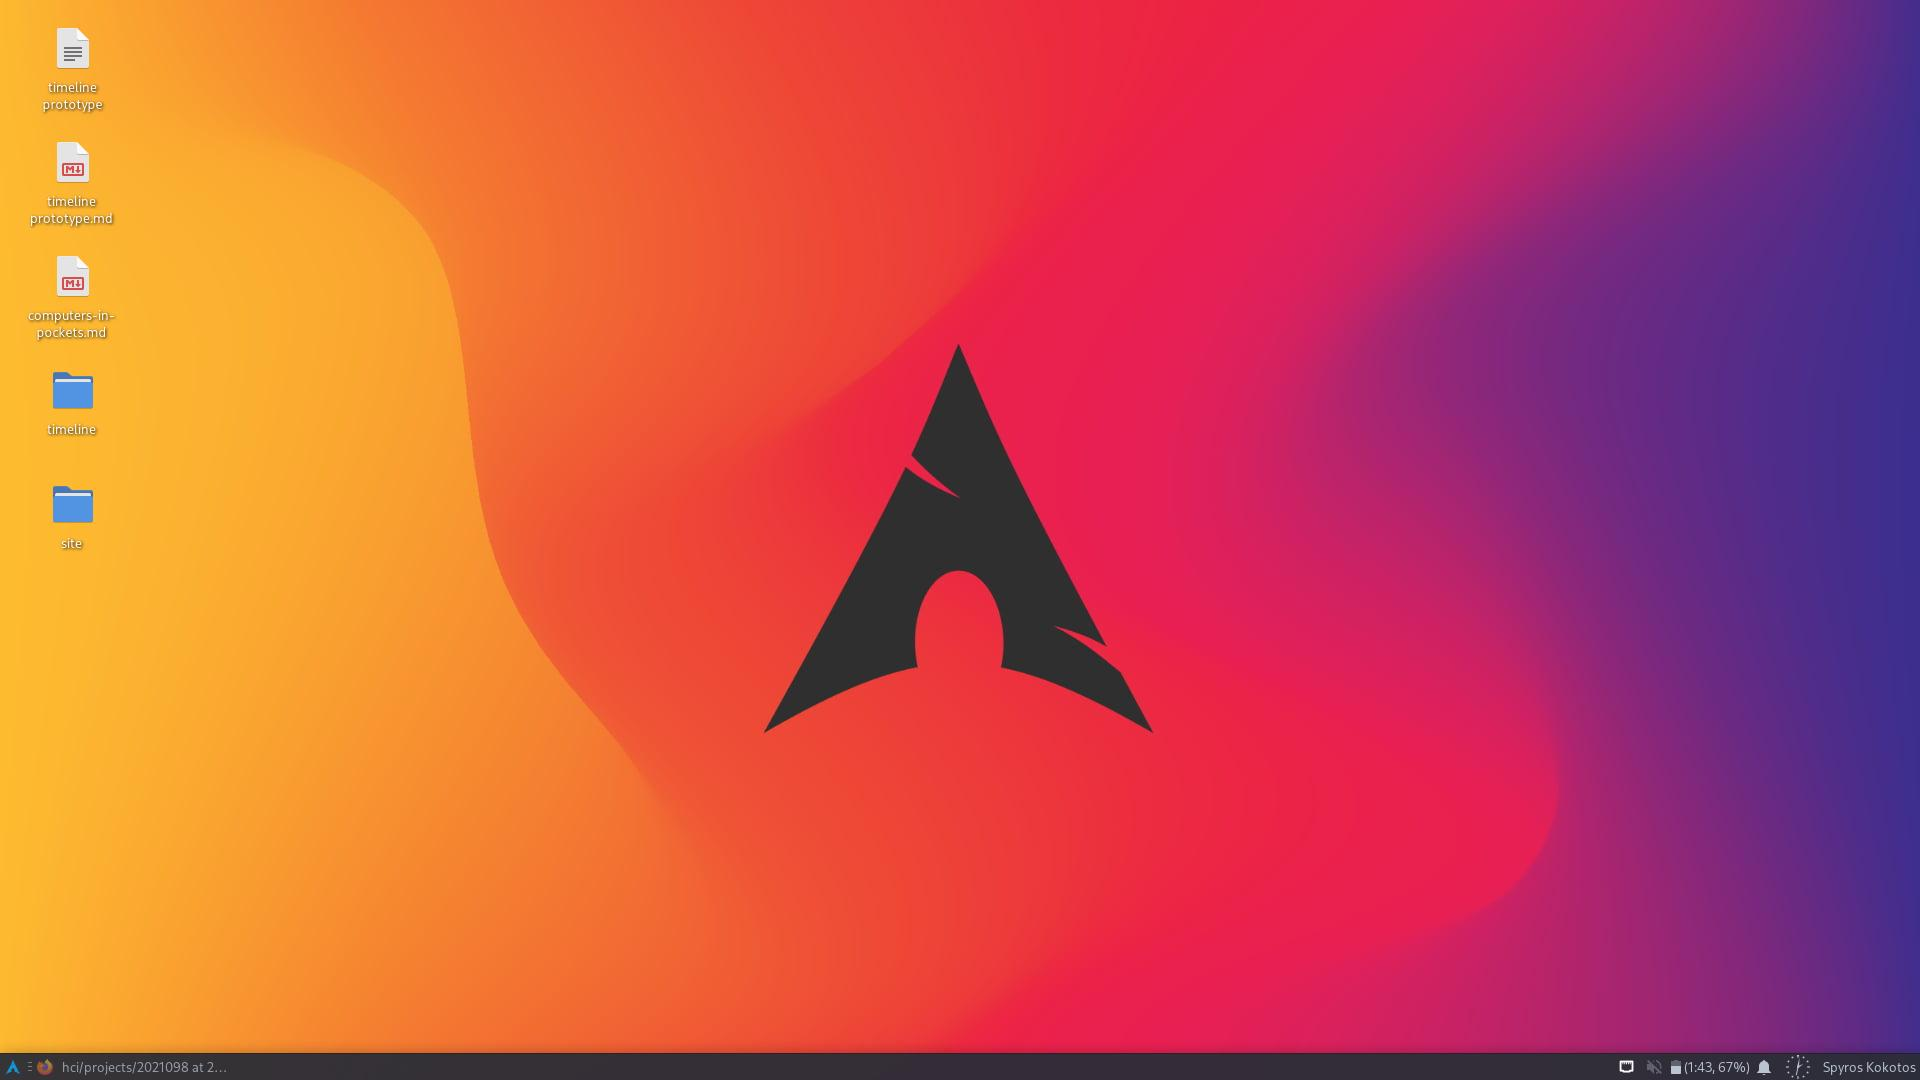 timeline
prototype
timeline
prototype.md
computers-in-
pockets.md
timeline
site
hci/projects/2021098 at 2…
(1:43, 67%)
Spyros Kokotos